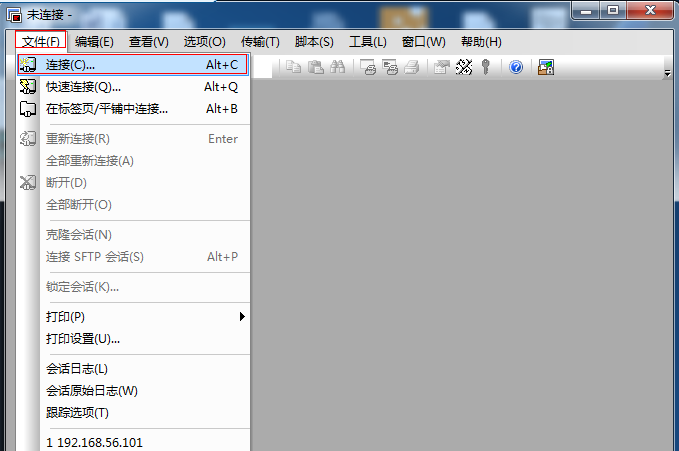 未连接 -
文件(F) 编辑(E) 查看(V) 选项(O) 传输(T) 脚本(S) 工具(L) 窗口(W) 帮助(H)
连接(C)... Alt+C
快速连接(Q)... Alt+Q
在标签页/平铺中连接... Alt+B
重新连接(R) Enter
全部重新连接(A)
断开(D)
全部断开(O)
克隆会话(N)
连接 SFTP 会话(S) Alt+P
锁定会话(K)...
打印(P)
打印设置(U)...
会话日志(L)
会话原始日志(W)
跟踪选项(T)
1 192.168.56.101